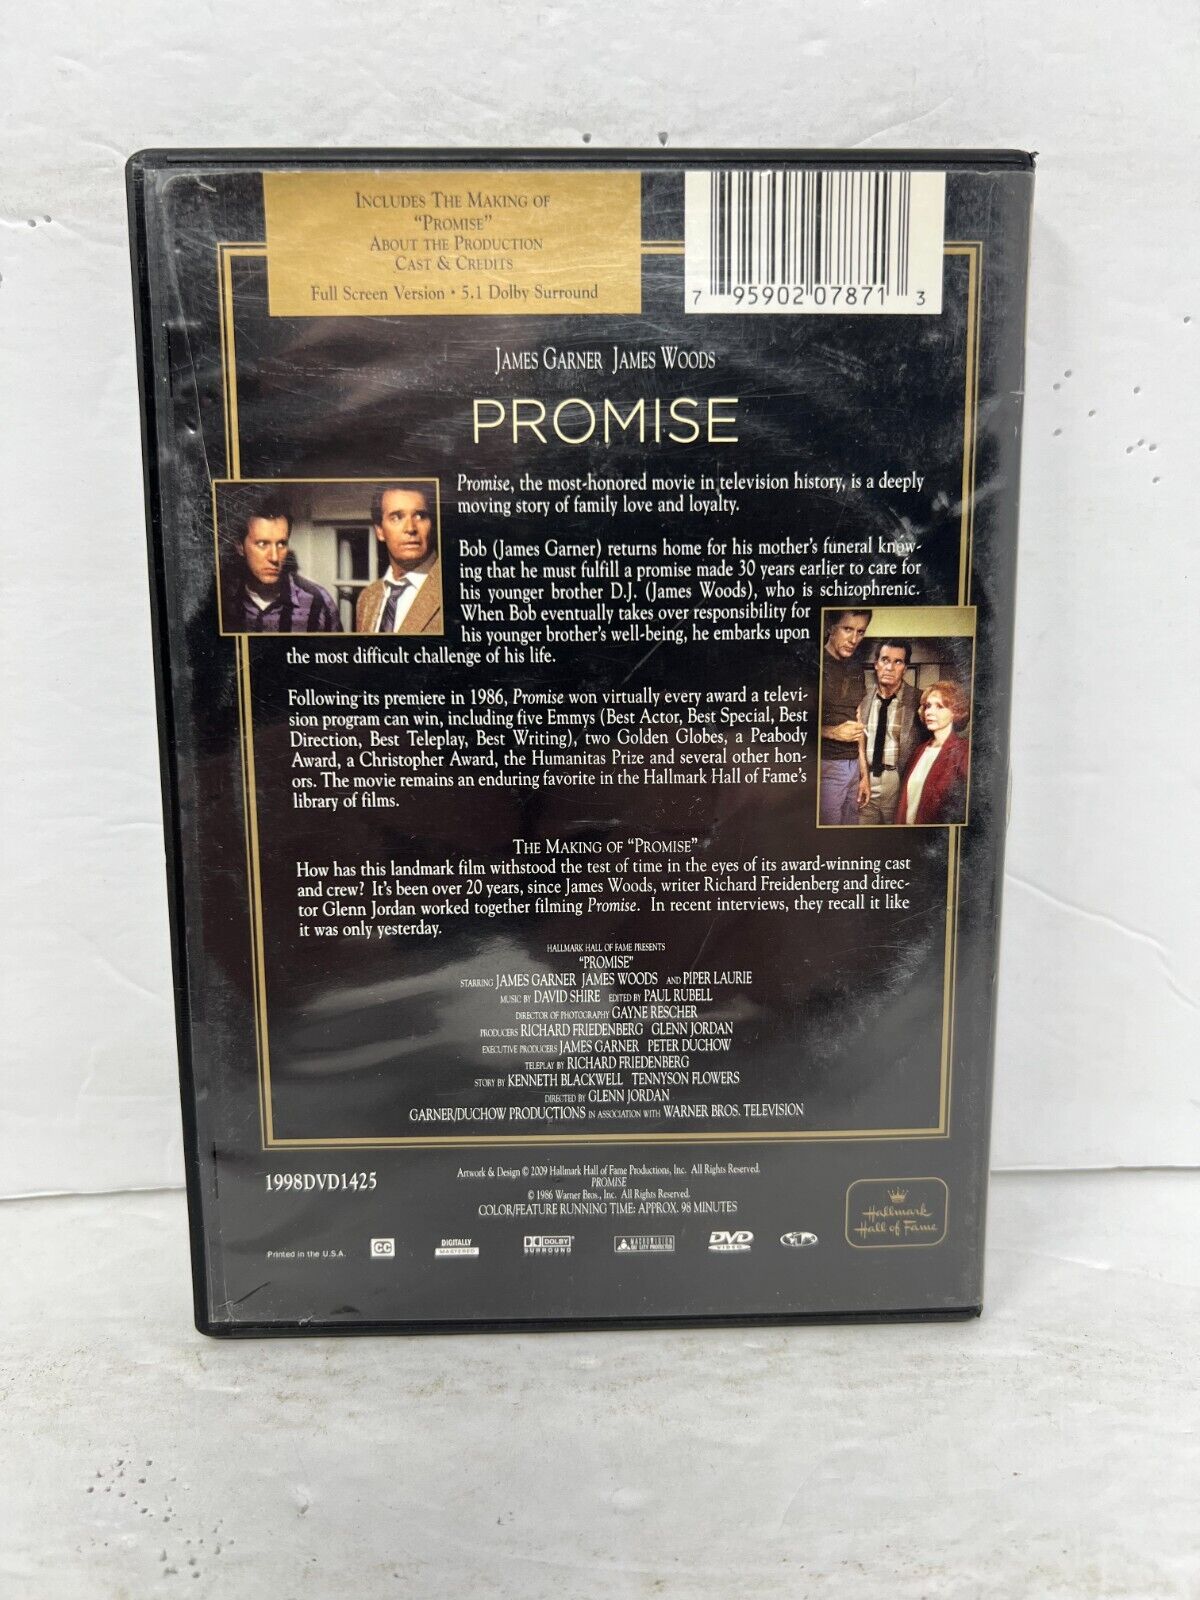 INCLUDES THE MAKING OF
"PROMISE"
ABOUT THE PRODUCTION
CAST & CREDITS
Full Screen Version • 5.1 Dolby Surround
7 95902 07871 3
JAMES GARNER JAMES WOODS
PROMISE
Promise, the most-honored movie in television history, is a deeply
moving story of family love and loyalty.
Bob (James Garner) returns home for his mother's funeral know-
ing that he must fulfill a promise made 30 years earlier to care for
his younger brother D.J. (James Woods), who is schizophrenic.
When Bob eventually takes over responsibility for
his younger brother's well-being, he embarks upon
the most difficult challenge of his life.
Following its premiere in 1986, Promise won virtually every award a televi-
sion program can win, including five Emmys (Best Actor, Best Special, Best
Direction, Best Teleplay, Best Writing), two Golden Globes, a Peabody
Award, a Christopher Award, the Humanitas Prize and several other hon-
ors. The movie remains an enduring favorite in the Hallmark Hall of Fame's
library of films.
THE MAKING OF "PROMISE"
How has this landmark film withstood the test of time in the eyes of its award-winning cast
and crew? It's been over 20 years, since James Woods, writer Richard Freidenberg and direc-
tor Glenn Jordan worked together filming Promise. In recent interviews, they recall it like
it was only yesterday.
HALLMARK HALL OF FAME PRESENTS
"PROMISE"
STARRING JAMES GARNER JAMES WOODS AND PIPER LAURIE
MUSIC BY DAVID SHIRE EDITED BY PAUL RUBELL
DIRECTOR OF PHOTOGRAPHY GAYNE RESCHER
PRODUCERS RICHARD FRIEDENBERG GLENN JORDAN
EXECUTIVE PRODUCERS JAMES GARNER PETER DUCHOW
TELEPLAY BY RICHARD FRIEDENBERG
STORY BY KENNETH BLACKWELL TENNYSON FLOWERS
DIRECTED BY GLENN JORDAN
GARNER/DUCHOW PRODUCTIONS IN ASSOCIATION WITH WARNER BROS. TELEVISION
1998DVD1425
Artwork & Design © 2009 Hallmark Hall of Fame Productions, Inc. All Rights Reserved.
PROMISE
© 1986 Warner Bros., Inc. All Rights Reserved.
COLOR/FEATURE RUNNING TIME: APPROX. 98 MINUTES
Hallmark
Hall of Fame
Printed in the U.S.A.
CC
DIGITALLY
MASTERED
DOLBY
SURROUND
MACROVISION
DVD
VIDEO